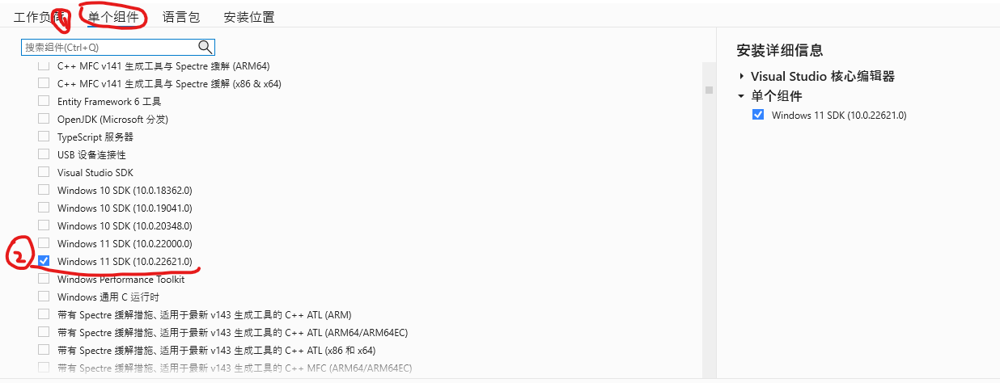 工作负荷 单个组件 语言包 安装位置
1
搜索组件(Ctrl+Q)
C++ MFC v141 生成工具与 Spectre 缓解 (ARM64)
C++ MFC v141 生成工具与 Spectre 缓解 (x86 & x64)
Entity Framework 6 工具
OpenJDK (Microsoft 分发)
TypeScript 服务器
USB 设备连接性
Visual Studio SDK
Windows 10 SDK (10.0.18362.0)
Windows 10 SDK (10.0.19041.0)
Windows 10 SDK (10.0.20348.0)
Windows 11 SDK (10.0.22000.0)
2 Windows 11 SDK (10.0.22621.0)
Windows Performance Toolkit
Windows 通用 C 运行时
带有 Spectre 缓解措施、适用于最新 v143 生成工具的 C++ ATL (ARM)
带有 Spectre 缓解措施、适用于最新 v143 生成工具的 C++ ATL (ARM64/ARM64EC)
带有 Spectre 缓解措施、适用于最新 v143 生成工具的 C++ ATL (x86 和 x64)
带有 Spectre 缓解措施、适用于最新 v143 生成工具的 C++ MFC (ARM64/ARM64EC)
安装详细信息
Visual Studio 核心编辑器
单个组件
Windows 11 SDK (10.0.22621.0)